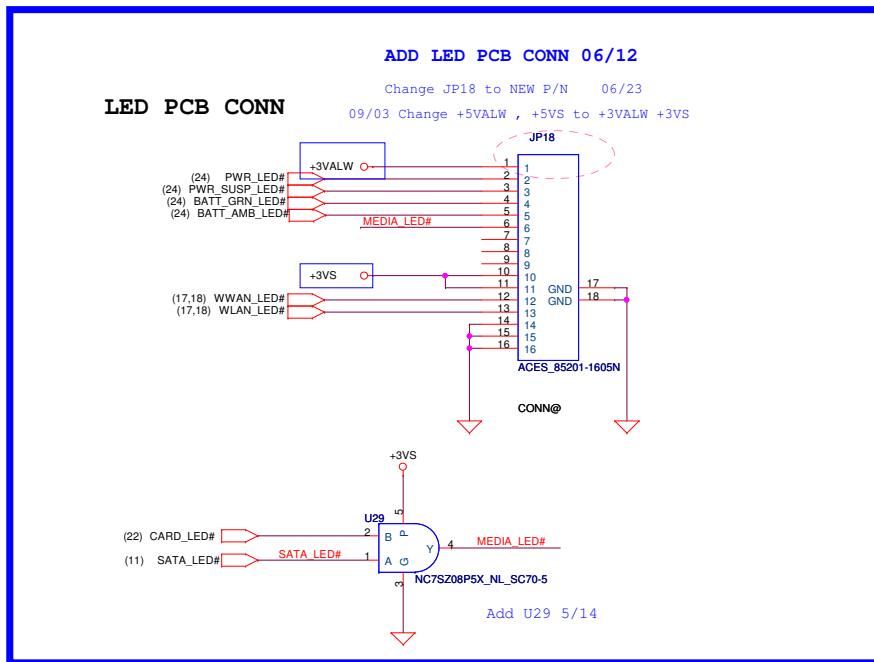 ADD LED PCB CONN 06/12
Change JP18 to NEW P/N 06/23
LED PCB CONN
09/03 Change +5VALW , +5VS to +3VALW +3VS
JP18
+3VALW 1 1
(24) PWR_LED# 2 2
(24) PWR_SUSP_LED# 3 3
(24) BATT_GRN_LED# 4 4
(24) BATT_AMB_LED# 5 5
MEDIA_LED# 6 6
7 7
8 8
9 9
+3VS 10 10
11 11 GND 17
(17,18) WWAN_LED# 12 12 GND 18
(17,18) WLAN_LED# 13 13
14 14
15 15
16 16
ACES_85201-1605N
CONN@
+3VS
U29 5
(22) CARD_LED# 2 B P
Y 4 MEDIA_LED#
(11) SATA_LED# SATA_LED# 1 A G
3 NC7SZ08P5X_NL_SC70-5
Add U29 5/14